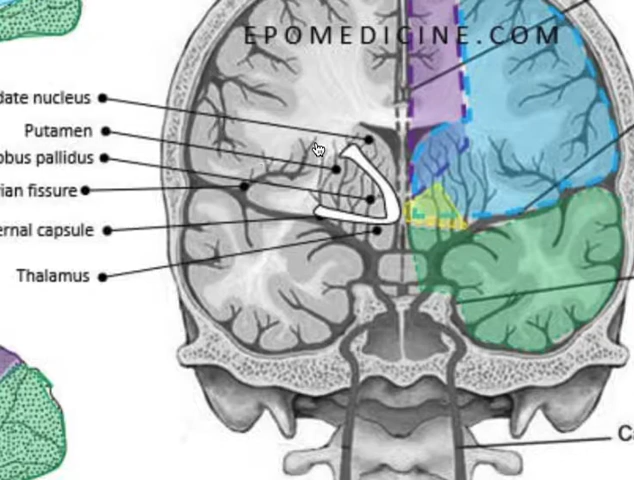 EPOMEDICINE.COM
date nucleus
Putamen
obus pallidus
ian fissure
ernal capsule
Thalamus
C